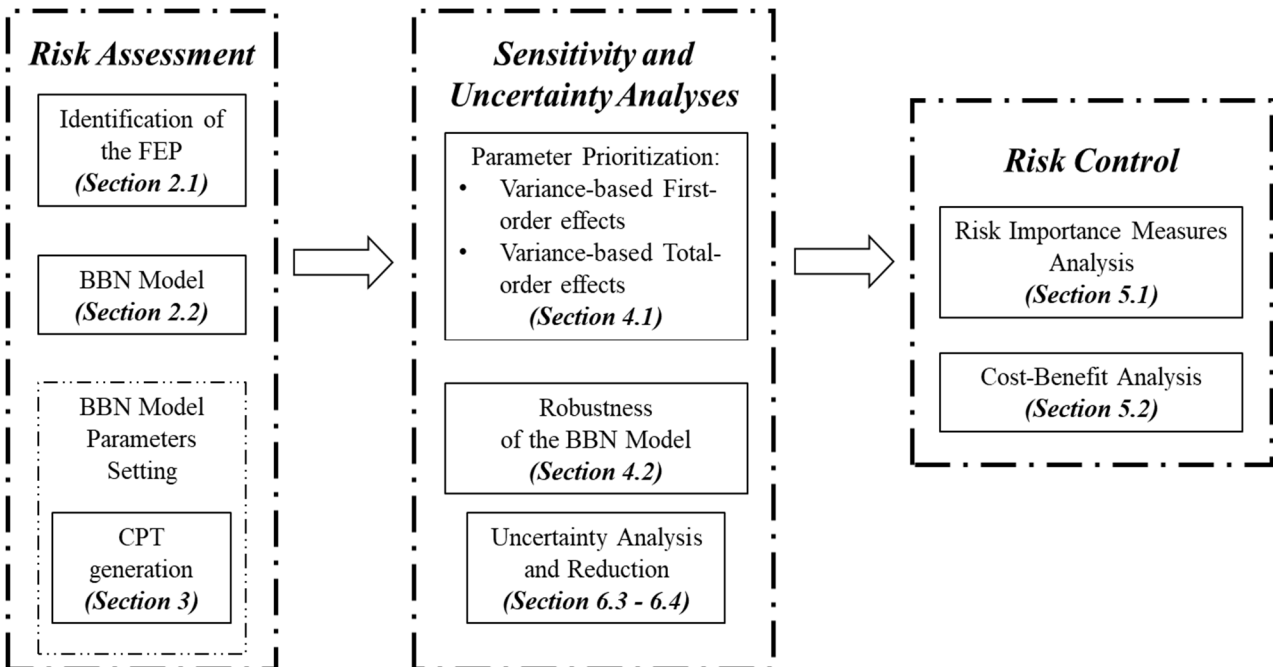 Risk Assessment
Identification of
the FEP
(Section 2.1)
BBN Model
(Section 2.2)
BBN Model
Parameters
Setting
CPT
generation
(Section 3)
Sensitivity and
Uncertainty Analyses
Parameter Prioritization:
• Variance-based First-
order effects
• Variance-based Total-
order effects
(Section 4.1)
Robustness
of the BBN Model
(Section 4.2)
Uncertainty Analysis
and Reduction
(Section 6.3 - 6.4)
Risk Control
Risk Importance Measures
Analysis
(Section 5.1)
Cost-Benefit Analysis
(Section 5.2)